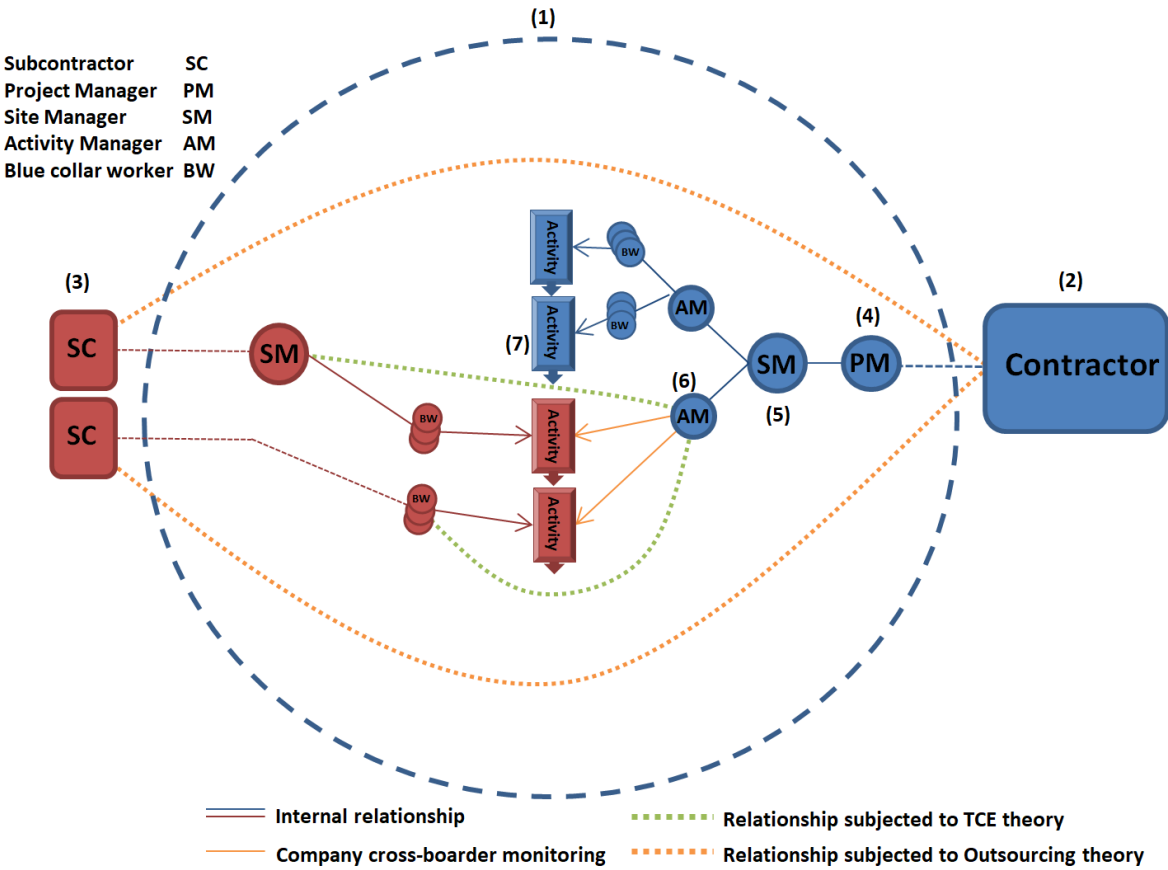 (1)
Subcontractor SC
Project Manager PM
Site Manager SM
Activity Manager AM
Blue collar worker BW
(3)
SC
SC
SM
BW
BW
Activity
Activity
Activity
Activity
(7)
BW
BW
AM
(6)
AM
SM
(5)
(4)
PM
(2)
Contractor
Internal relationship
Company cross-boarder monitoring
Relationship subjected to TCE theory
Relationship subjected to Outsourcing theory